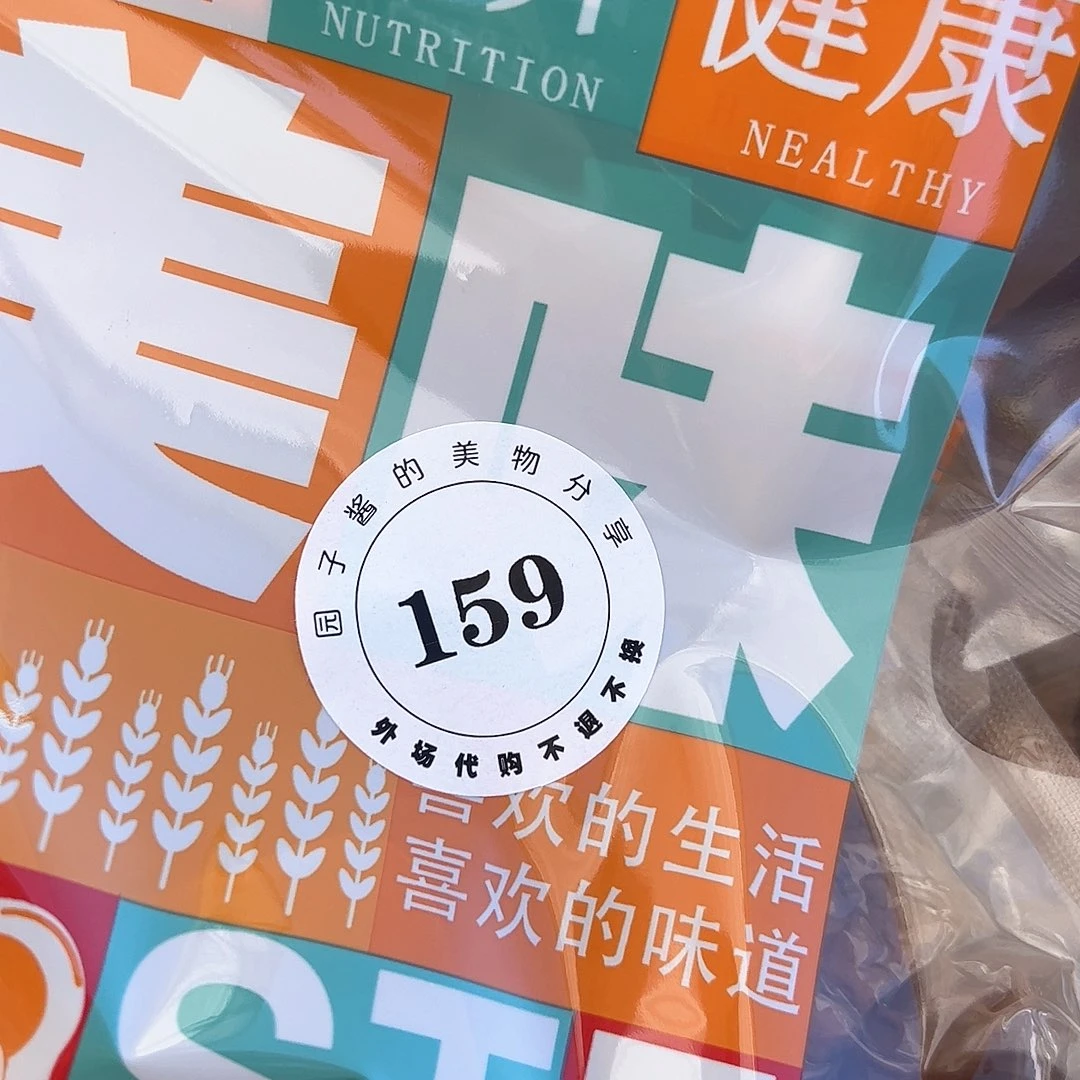 NUTRITION
健康
NEALTHY
美味
园子酱的美物分享
159
外场代购不退不换
喜欢的生活
喜欢的味道